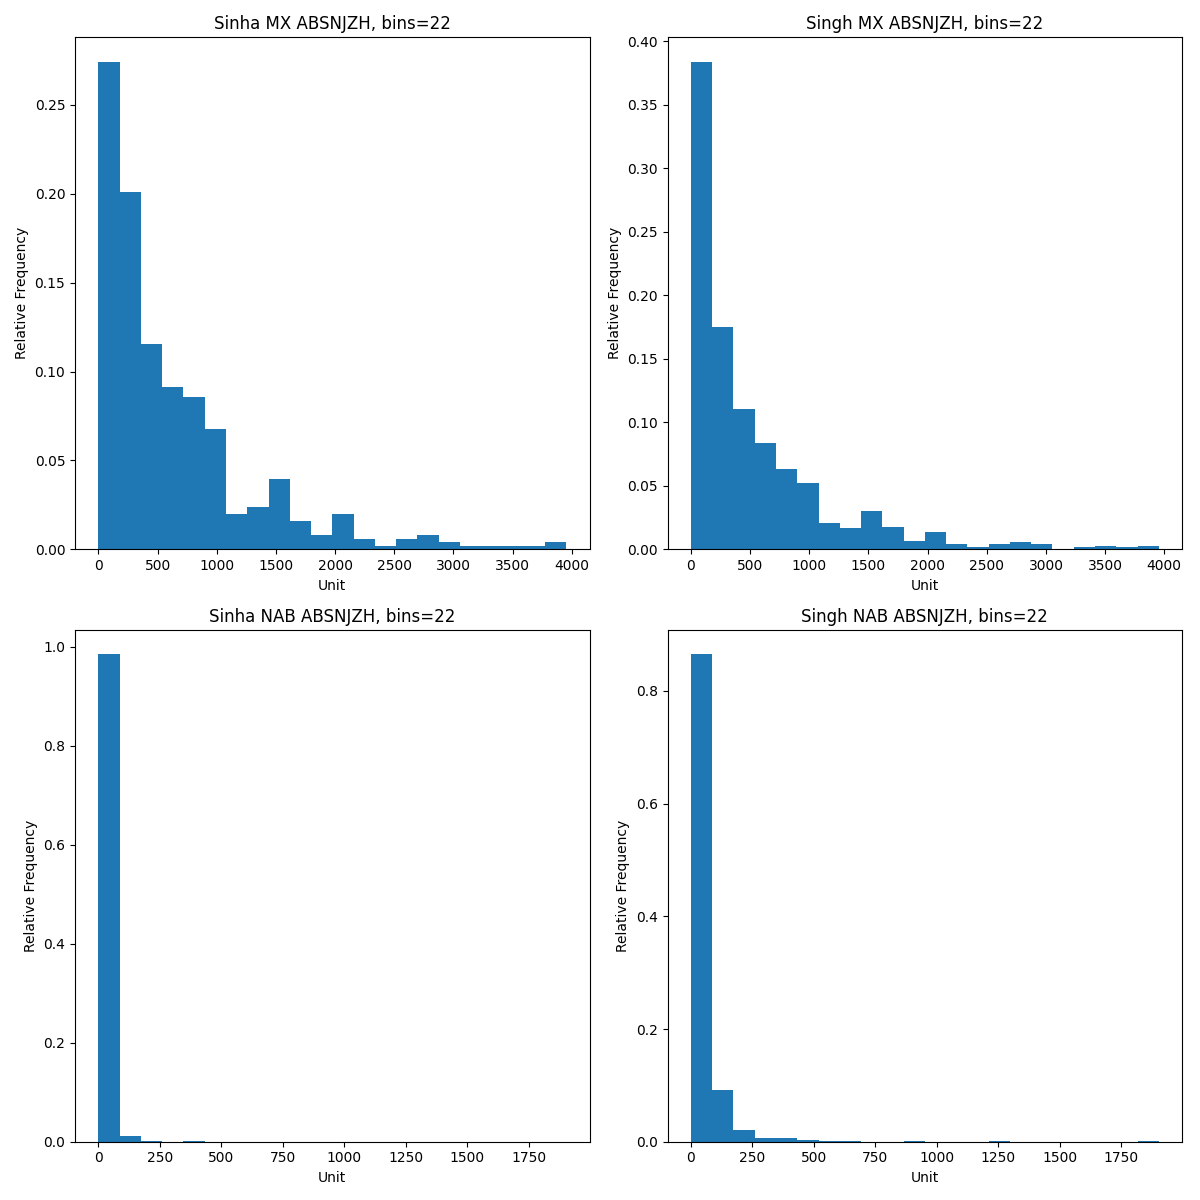 Sinha MX ABSNJZH, bins=22
Relative Frequency
0.25
0.20
0.15
0.10
0.05
0.00
0 500 1000 1500 2000 2500 3000 3500 4000
Unit
Singh MX ABSNJZH, bins=22
Relative Frequency
0.40
0.35
0.30
0.25
0.20
0.15
0.10
0.05
0.00
0 500 1000 1500 2000 2500 3000 3500 4000
Unit
Sinha NAB ABSNJZH, bins=22
Relative Frequency
1.0
0.8
0.6
0.4
0.2
0.0
0 250 500 750 1000 1250 1500 1750
Unit
Singh NAB ABSNJZH, bins=22
Relative Frequency
0.8
0.6
0.4
0.2
0.0
0 250 500 750 1000 1250 1500 1750
Unit